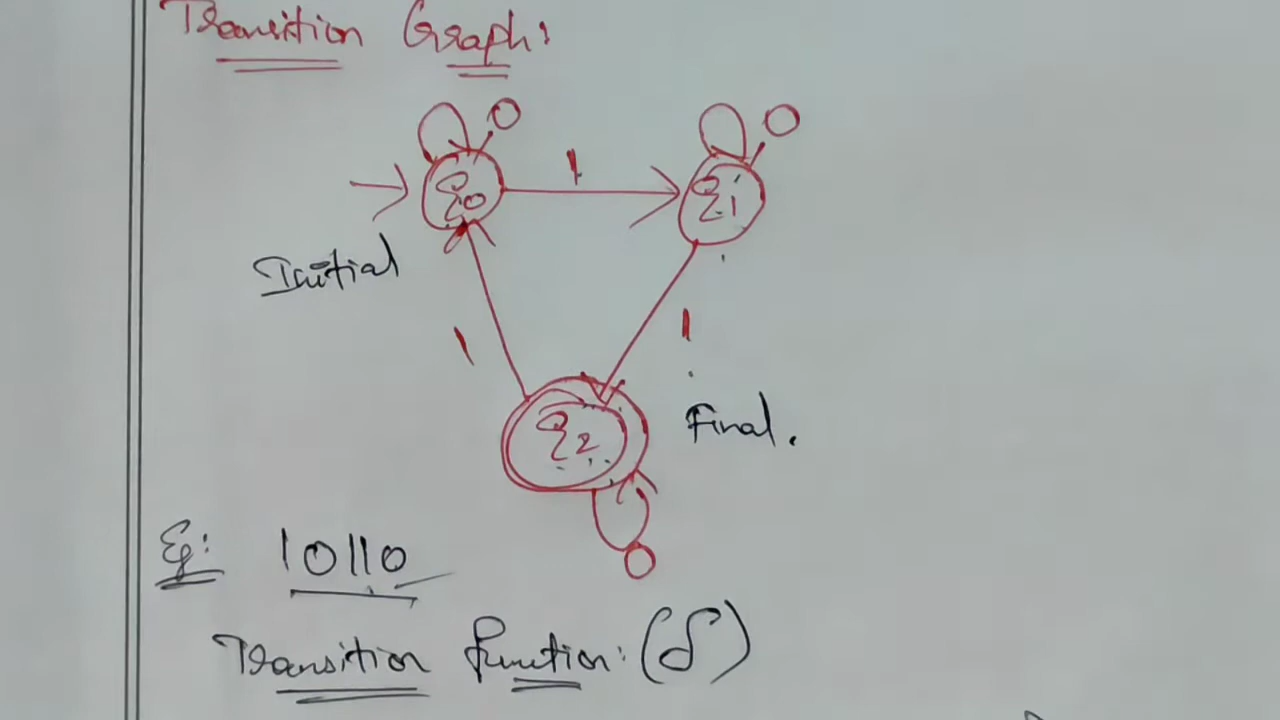 Transition Graph:
0 0
1
q0 q1
Initial
1 1
q2 Final.
0
Eg: 10110
Transition function: (δ)